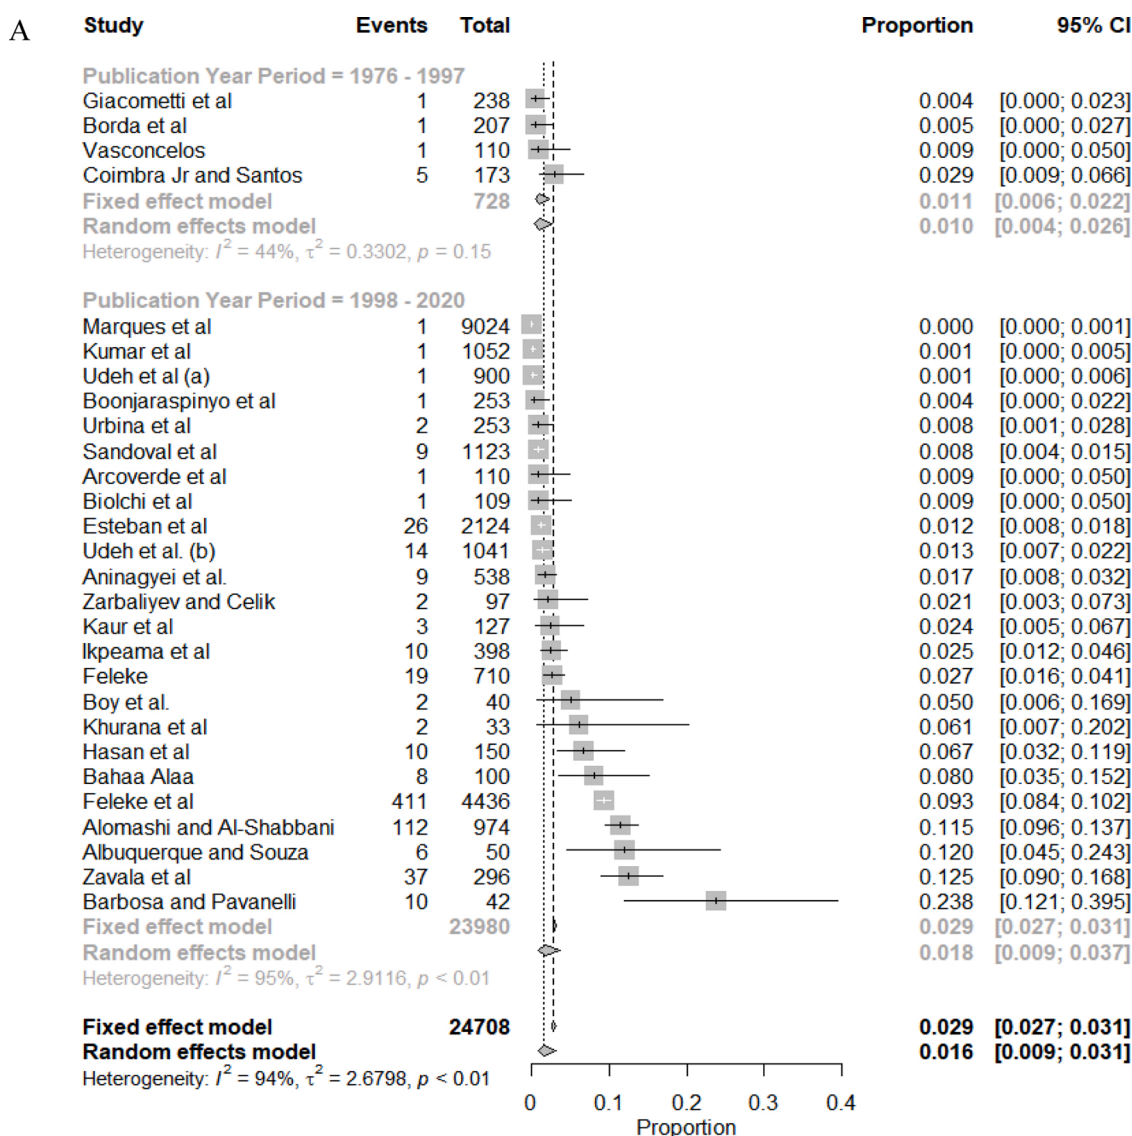 A
Study Events Total Proportion 95% CI
Publication Year Period = 1976 - 1997
Giacometti et al 1 238 0.004 [0.000; 0.023]
Borda et al 1 207 0.005 [0.000; 0.027]
Vasconcelos 1 110 0.009 [0.000; 0.050]
Coimbra Jr and Santos 5 173 0.029 [0.009; 0.066]
Fixed effect model 728 0.011 [0.006; 0.022]
Random effects model 0.010 [0.004; 0.026]
Heterogeneity: I² = 44%, τ² = 0.3302, p = 0.15
Publication Year Period = 1998 - 2020
Marques et al 1 9024 0.000 [0.000; 0.001]
Kumar et al 1 1052 0.001 [0.000; 0.005]
Udeh et al (a) 1 900 0.001 [0.000; 0.006]
Boonjaraspinyo et al 1 253 0.004 [0.000; 0.022]
Urbina et al 2 253 0.008 [0.001; 0.028]
Sandoval et al 9 1123 0.008 [0.004; 0.015]
Arcoverde et al 1 110 0.009 [0.000; 0.050]
Biolchi et al 1 109 0.009 [0.000; 0.050]
Esteban et al 26 2124 0.012 [0.008; 0.018]
Udeh et al. (b) 14 1041 0.013 [0.007; 0.022]
Aninagyei et al. 9 538 0.017 [0.008; 0.032]
Zarbaliyev and Celik 2 97 0.021 [0.003; 0.073]
Kaur et al 3 127 0.024 [0.005; 0.067]
Ikpeama et al 10 398 0.025 [0.012; 0.046]
Feleke 19 710 0.027 [0.016; 0.041]
Boy et al. 2 40 0.050 [0.006; 0.169]
Khurana et al 2 33 0.061 [0.007; 0.202]
Hasan et al 10 150 0.067 [0.032; 0.119]
Bahaa Alaa 8 100 0.080 [0.035; 0.152]
Feleke et al 411 4436 0.093 [0.084; 0.102]
Alomashi and Al-Shabbani 112 974 0.115 [0.096; 0.137]
Albuquerque and Souza 6 50 0.120 [0.045; 0.243]
Zavala et al 37 296 0.125 [0.090; 0.168]
Barbosa and Pavanelli 10 42 0.238 [0.121; 0.395]
Fixed effect model 23980 0.029 [0.027; 0.031]
Random effects model 0.018 [0.009; 0.037]
Heterogeneity: I² = 95%, τ² = 2.9116, p < 0.01
Fixed effect model 24708 0.029 [0.027; 0.031]
Random effects model 0.016 [0.009; 0.031]
Heterogeneity: I² = 94%, τ² = 2.6798, p < 0.01
0 0.1 0.2 0.3 0.4
Proportion